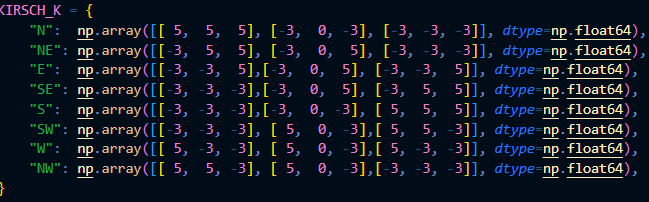 KIRSCH_K = {
    "N":  np.array([[ 5,  5,  5], [-3,  0, -3], [-3, -3, -3]], dtype=np.float64),
    "NE": np.array([[-3,  5,  5], [-3,  0,  5], [-3, -3, -3]], dtype=np.float64),
    "E":  np.array([[-3, -3,  5],[-3,  0,  5], [-3, -3,  5]], dtype=np.float64),
    "SE": np.array([[-3, -3, -3],[-3,  0,  5], [-3,  5,  5]], dtype=np.float64),
    "S":  np.array([[-3, -3, -3],[-3,  0, -3], [ 5,  5,  5]], dtype=np.float64),
    "SW": np.array([[-3, -3, -3], [ 5,  0, -3],[ 5,  5, -3]], dtype=np.float64),
    "W":  np.array([[ 5, -3, -3], [ 5,  0, -3],[ 5, -3, -3]], dtype=np.float64),
    "NW": np.array([[ 5,  5, -3], [ 5,  0, -3],[-3, -3, -3]], dtype=np.float64),
}